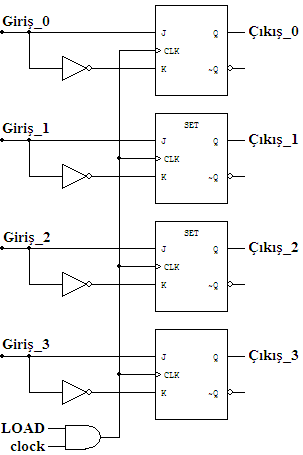 Giriş_0
J
Q
Çıkış_0
CLK
K
~Q
Giriş_1
SET
J
Q
Çıkış_1
CLK
K
~Q
Giriş_2
SET
J
Q
Çıkış_2
CLK
K
~Q
Giriş_3
J
Q
Çıkış_3
CLK
K
~Q
LOAD
clock